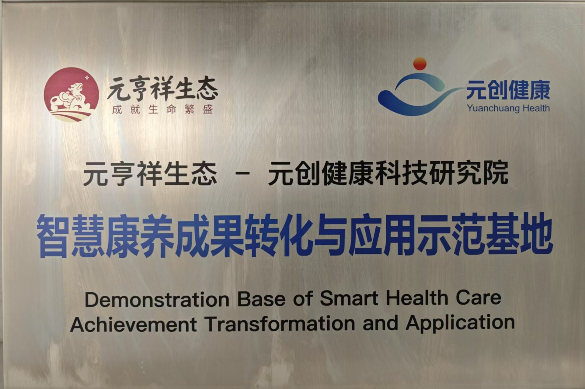 元亨祥生态
成就生命繁盛
元创健康
Yuanchuang Health
元亨祥生态 - 元创健康科技研究院
智慧康养成果转化与应用示范基地
Demonstration Base of Smart Health Care
Achievement Transformation and Application